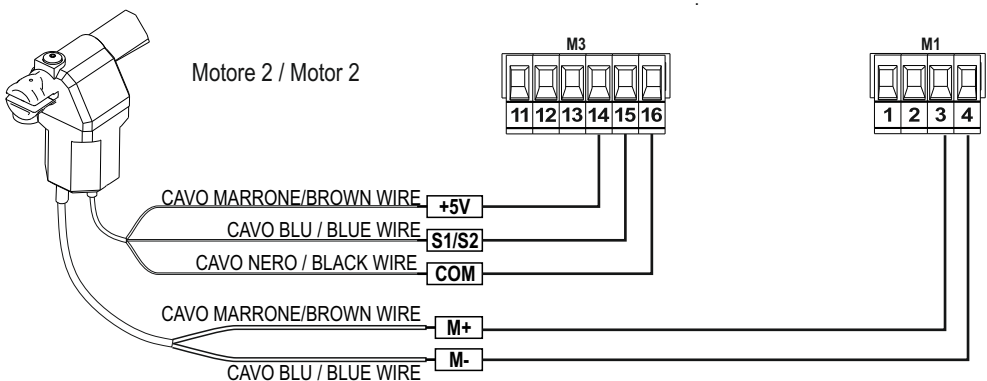 M3
M1
Motore 2 / Motor 2
11 12 13 14 15 16
1 2 3 4
CAVO MARRONE/BROWN WIRE +5V
CAVO BLU / BLUE WIRE S1/S2
CAVO NERO / BLACK WIRE COM
CAVO MARRONE/BROWN WIRE M+
M-
CAVO BLU / BLUE WIRE